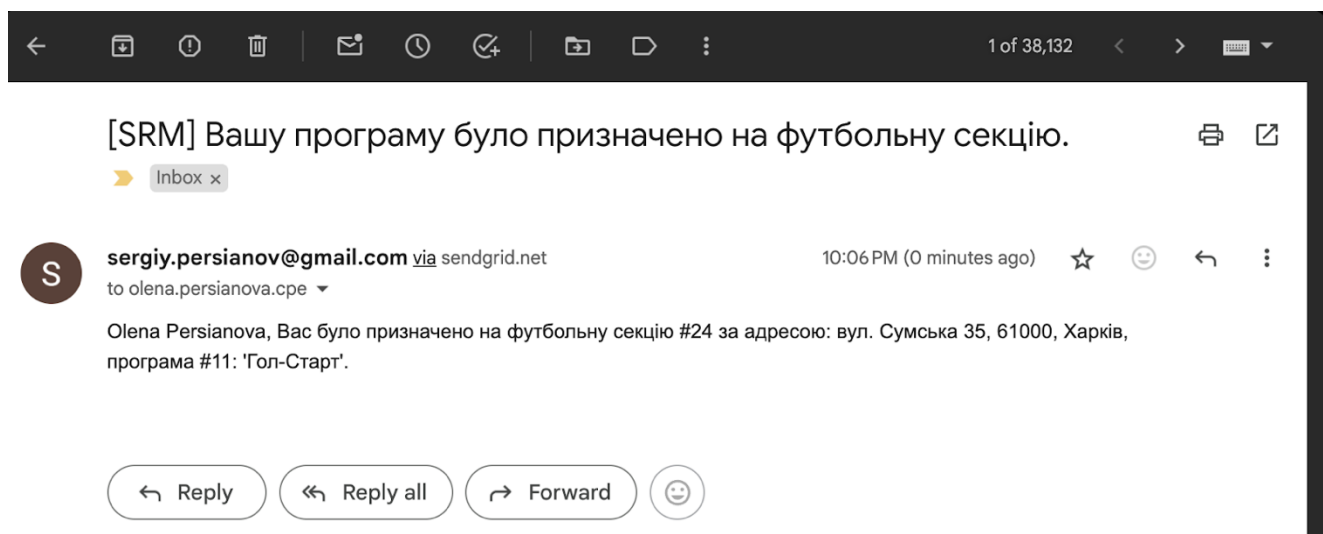 1 of 38,132
[SRM] Вашу програму було призначено на футбольну секцію.
Inbox ×
S
sergiy.persianov@gmail.com via sendgrid.net
10:06 PM (0 minutes ago)
to olena.persianova.cpe
Olena Persianova, Вас було призначено на футбольну секцію #24 за адресою: вул. Сумська 35, 61000, Харків,
програма #11: 'Гол-Старт'.
Reply
Reply all
Forward